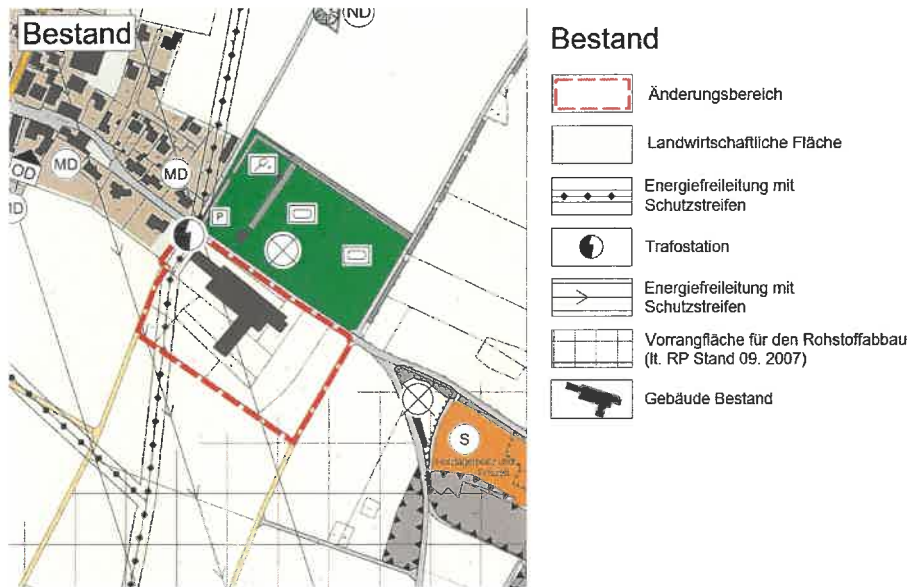 Bestand
ND
MD
MD
OD
P
S
Bestand
Änderungsbereich
Landwirtschaftliche Fläche
Energiefreileitung mit
Schutzstreifen
Trafostation
Energiefreileitung mit
Schutzstreifen
Vorrangfläche für den Rohstoffabbau
(lt. RP Stand 09. 2007)
Gebäude Bestand